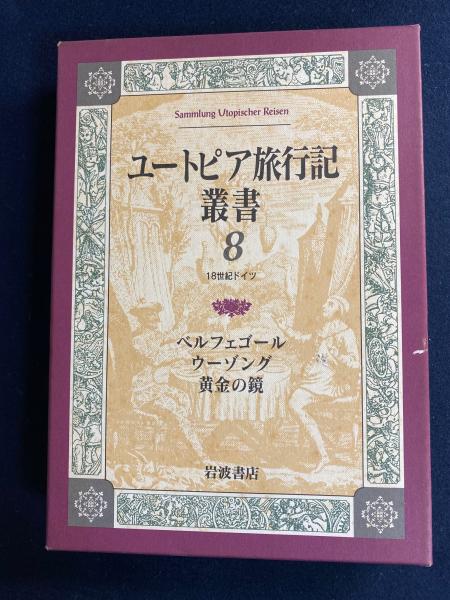 Sammlung Utopischer Reisen
ユートピア旅行記
叢書
8
18世紀ドイツ
ベルフェゴール
ウーゾング
黄金の鏡
岩波書店